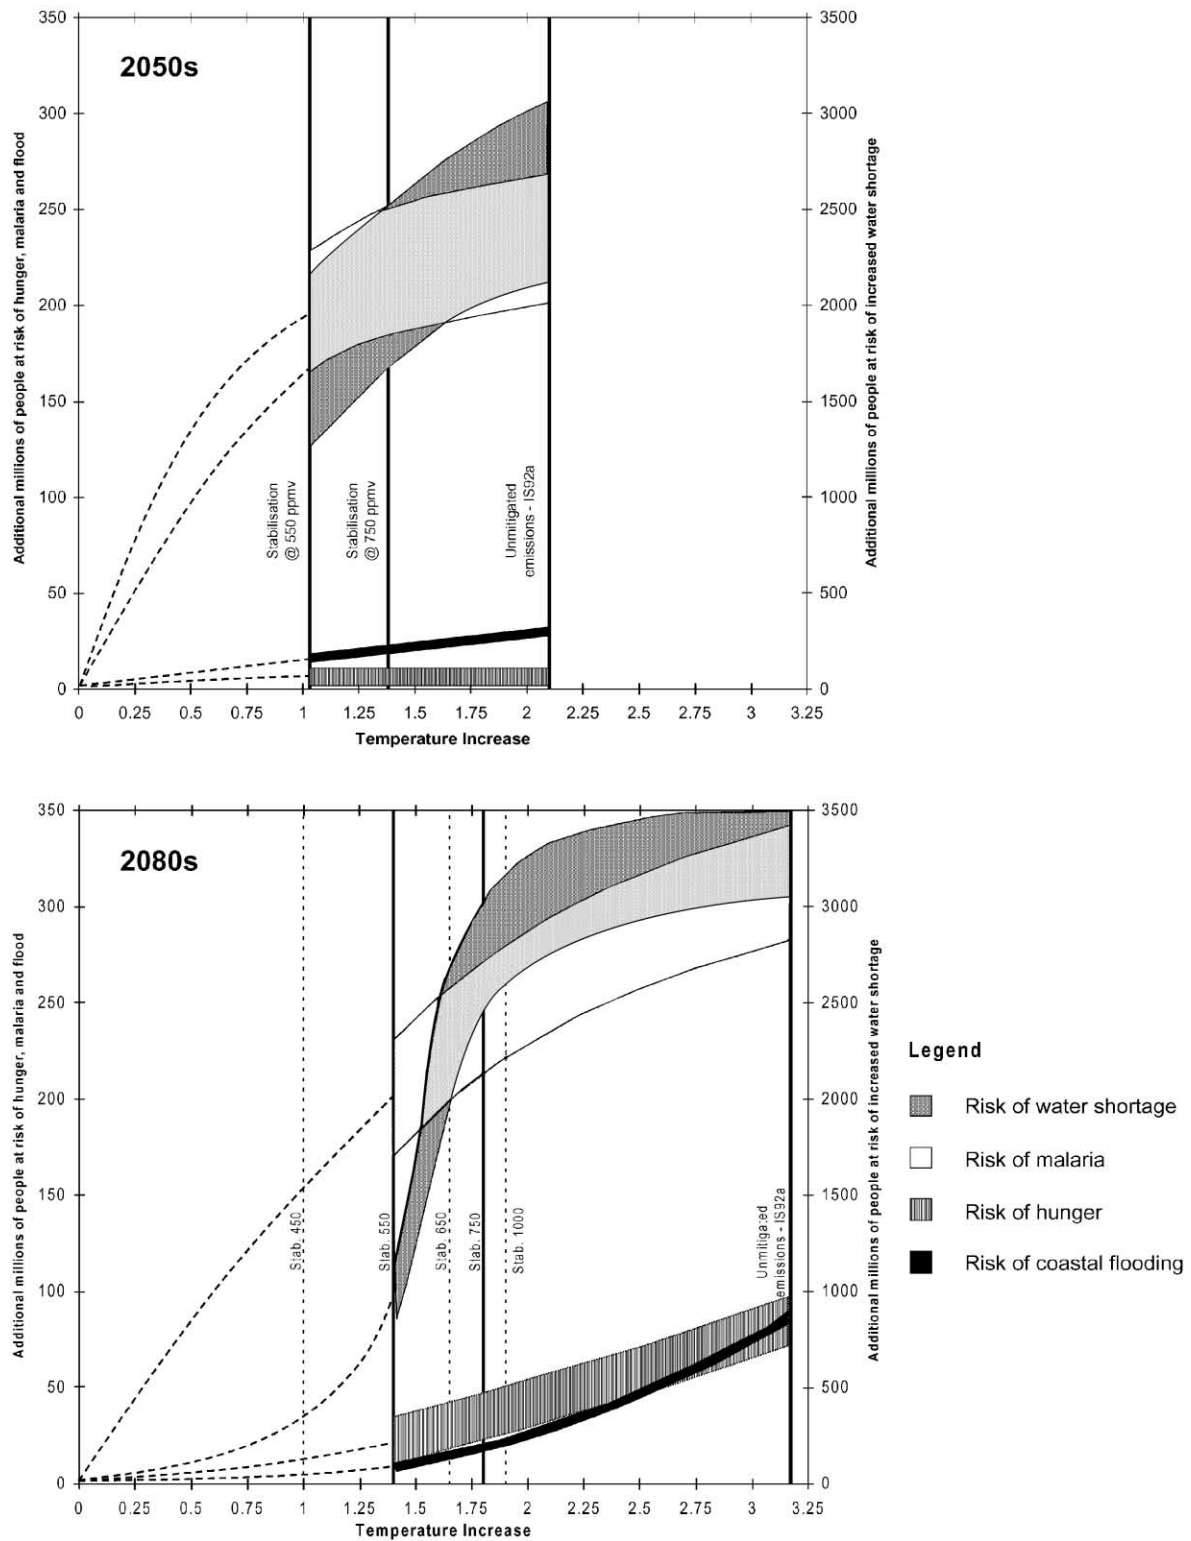 2050s
Additional millions of people at risk of hunger, malaria and flood
350
300
250
200
150
100
50
0
3500
3000
2500
2000
1500
1000
500
0
Additional millions of people at risk of increased water shortage
Stabilisation
@ 550 ppmv
Stabilisation
@ 750 ppmv
Unmitigated
emissions - IS92a
0 0.25 0.5 0.75 1 1.25 1.5 1.75 2 2.25 2.5 2.75 3 3.25
Temperature Increase
2080s
Additional millions of people at risk of hunger, malaria and flood
350
300
250
200
150
100
50
0
3500
3000
2500
2000
1500
1000
500
0
Additional millions of people at risk of increased water shortage
Stab. 450
Stab. 550
Stab. 650
Stab. 750
Stab. 1000
Unmitigated
emissions - IS92a
0 0.25 0.5 0.75 1 1.25 1.5 1.75 2 2.25 2.5 2.75 3 3.25
Temperature Increase
Legend
Risk of water shortage
Risk of malaria
Risk of hunger
Risk of coastal flooding